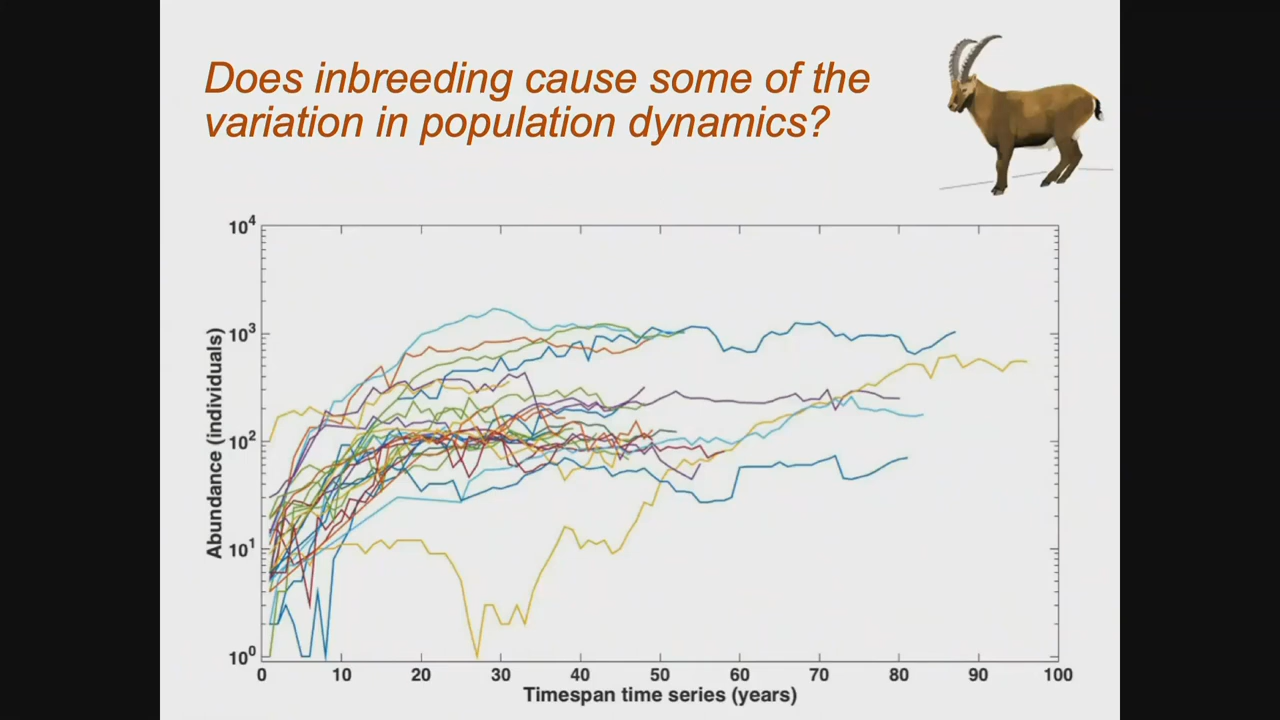 Does inbreeding cause some of the
variation in population dynamics?
10^4
10^3
10^2
10^1
10^0
Abundance (individuals)
0 10 20 30 40 50 60 70 80 90 100
Timespan time series (years)